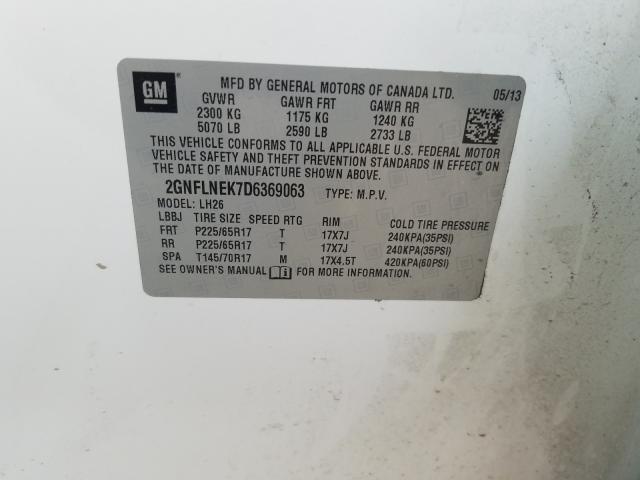 GM
MFD BY GENERAL MOTORS OF CANADA LTD. 05/13
GVWR GAWR FRT GAWR RR
2300 KG 1175 KG 1240 KG
5070 LB 2590 LB 2733 LB
THIS VEHICLE CONFORMS TO ALL APPLICABLE U.S. FEDERAL MOTOR
VEHICLE SAFETY AND THEFT PREVENTION STANDARDS IN EFFECT ON
THE DATE OF MANUFACTURE SHOWN ABOVE.
2GNFLNEK7D6369063 TYPE: M.P.V.
MODEL: LH26
LBBJ TIRE SIZE SPEED RTG RIM COLD TIRE PRESSURE
FRT P225/65R17 T 17X7J 240KPA(35PSI)
RR P225/65R17 T 17X7J 240KPA(35PSI)
SPA T145/70R17 M 17X4.5T 420KPA(60PSI)
SEE OWNER'S MANUAL FOR MORE INFORMATION.